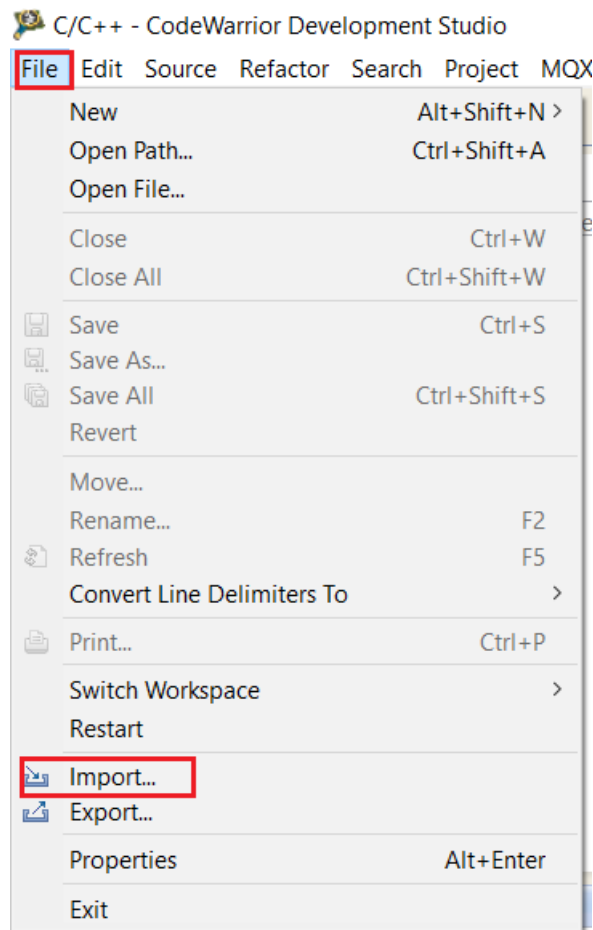 C/C++ - CodeWarrior Development Studio
File Edit Source Refactor Search Project MQX
New Alt+Shift+N >
Open Path... Ctrl+Shift+A
Open File...
Close Ctrl+W
Close All Ctrl+Shift+W
Save Ctrl+S
Save As...
Save All Ctrl+Shift+S
Revert
Move...
Rename... F2
Refresh F5
Convert Line Delimiters To >
Print... Ctrl+P
Switch Workspace >
Restart
Import...
Export...
Properties Alt+Enter
Exit